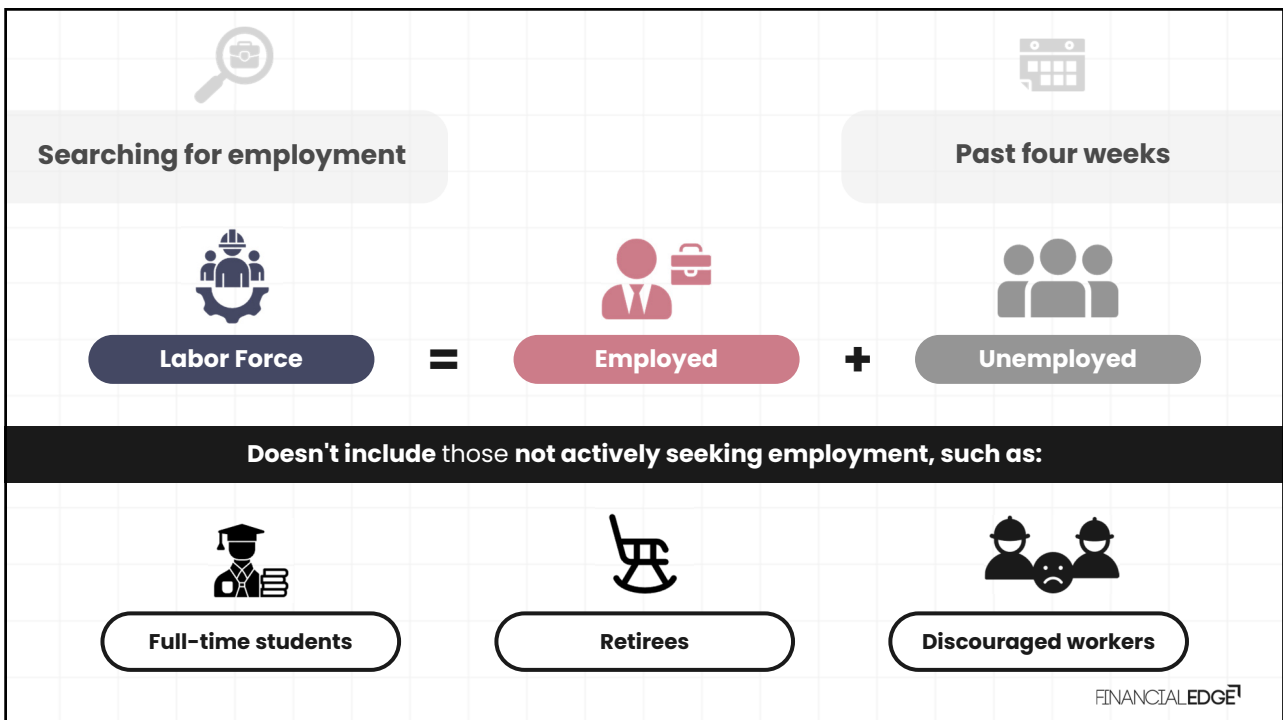 Searching for employment
Past four weeks
Labor Force
=
Employed
+
Unemployed
Doesn't include those not actively seeking employment, such as:
Full-time students
Retirees
Discouraged workers
FINANCIALEDGE